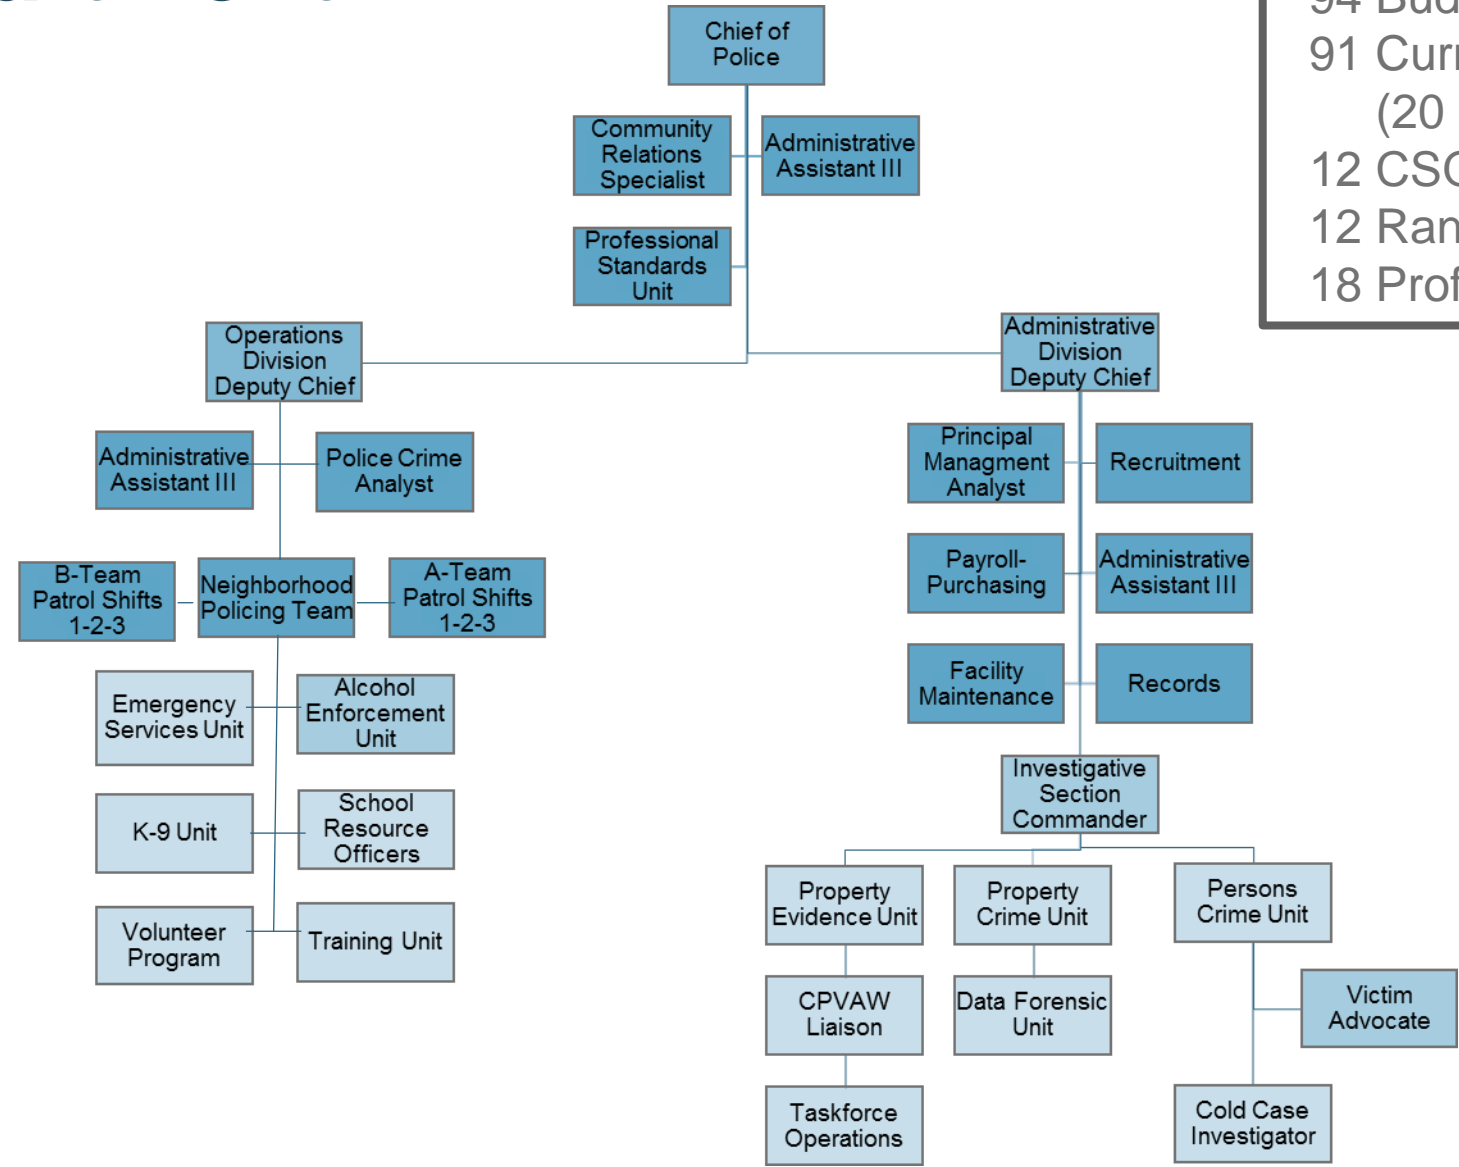 91
(20
12
12
18
Chief of
Police
Community
Relations
Specialist
Administrative
Assistant III
Professional
Standards
Unit
Operations
Division
Deputy Chief
Administrative
Division
Deputy Chief
Administrative
Assistant III
Police Crime
Analyst
Principal
Managment
Analyst
Recruitment
B-Team
Patrol Shifts
1-2-3
Neighborhood
Policing Team
A-Team
Patrol Shifts
1-2-3
Payroll-
Purchasing
Administrative
Assistant III
Emergency
Services Unit
Alcohol
Enforcement
Unit
Facility
Maintenance
Records
K-9 Unit
School
Resource
Officers
Investigative
Section
Commander
Volunteer
Program
Training Unit
Property
Evidence Unit
Property
Crime Unit
Persons
Crime Unit
CPVAW
Liaison
Data Forensic
Unit
Victim
Advocate
Taskforce
Operations
Cold Case
Investigator